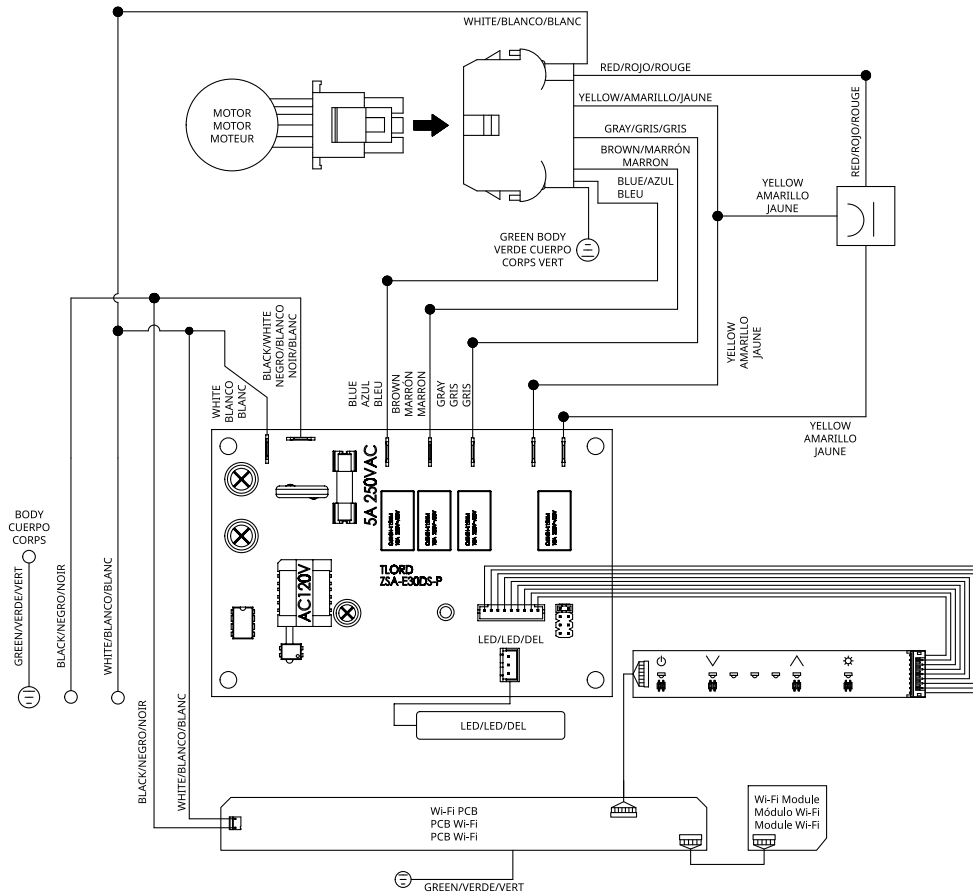 WHITE/BLANCO/BLANC
RED/ROJO/ROUGE
YELLOW/AMARILLO/JAUNE
MOTOR
MOTOR
MOTEUR
GRAY/GRIS/GRIS
BROWN/MARRÓN
MARRON
BLUE/AZUL
BLEU
RED/ROJO/ROUGE
YELLOW
AMARILLO
JAUNE
GREEN BODY
VERDE CUERPO
CORPS VERT
BLACK/WHITE
NEGRO/BLANCO
NOIR/BLANC
WHITE
BLANCO
BLANC
BLUE
AZUL
BLEU
BROWN
MARRÓN
MARRON
GRAY
GRIS
GRIS
YELLOW
AMARILLO
JAUNE
YELLOW
AMARILLO
JAUNE
5A 250VAC
BODY
CUERPO
CORPS
GREEN/VERDE/VERT
BLACK/NEGRO/NOIR
WHITE/BLANCO/BLANC
AC120V
TLORD
ZSA-E30DS-P
LED/LED/DEL
LED/LED/DEL
BLACK/NEGRO/NOIR
WHITE/BLANCO/BLANC
Wi-Fi PCB
PCB Wi-Fi
PCB Wi-Fi
Wi-Fi Module
Módulo Wi-Fi
Module Wi-Fi
GREEN/VERDE/VERT